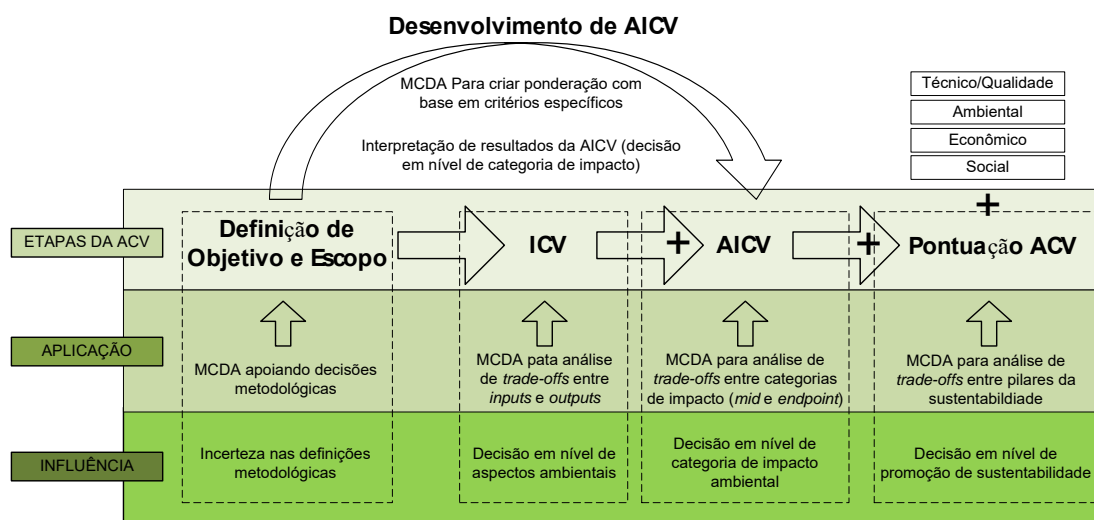 Desenvolvimento de AICV
MCDA Para criar ponderação com
base em critérios específicos
Interpretação de resultados da AICV (decisão
em nível de categoria de impacto)
Técnico/Qualidade
Ambiental
Econômico
Social
+
ETAPAS DA ACV
Definição de
Objetivo e Escopo
ICV
+
AICV
+
Pontuação ACV
APLICAÇÃO
MCDA apoiando decisões
metodológicas
MCDA pata análise
de trade-offs entre
inputs e outputs
MCDA para análise de
trade-offs entre categorias
de impacto (mid e endpoint)
MCDA para análise de
trade-offs entre pilares da
sustentabildiade
INFLUÊNCIA
Incerteza nas definições
metodológicas
Decisão em nível de
aspectos ambientais
Decisão em nível de
categoria de impacto
ambiental
Decisão em nível de
promoção de sustentabilidade